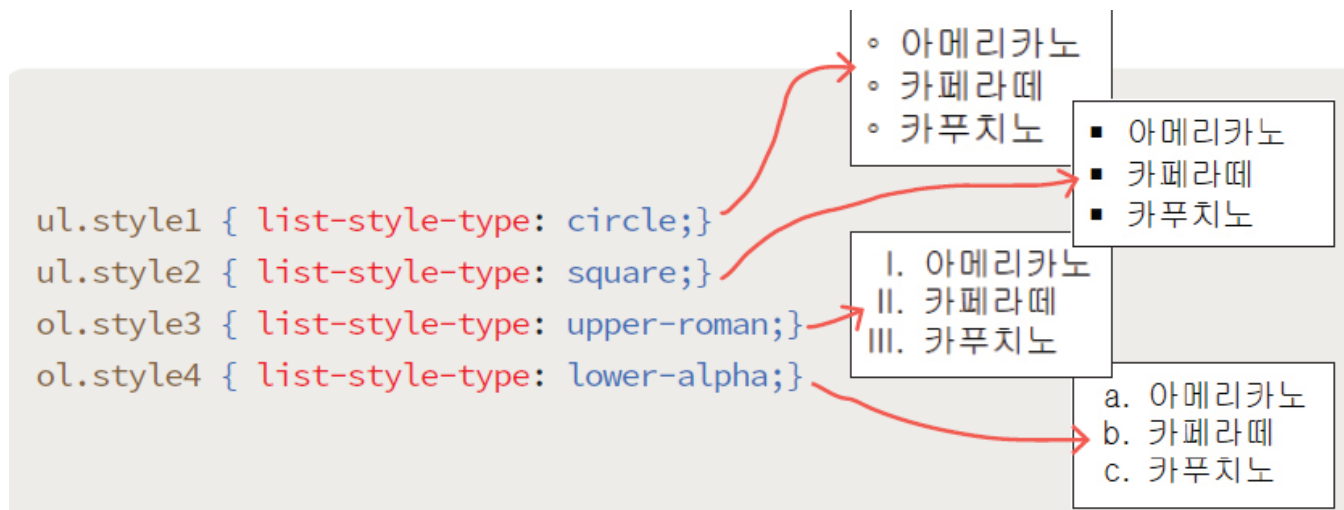 ◦ 아메리카노
◦ 카페라떼
◦ 카푸치노
▪ 아메리카노
▪ 카페라떼
▪ 카푸치노
ul.style1 { list-style-type: circle;}
ul.style2 { list-style-type: square;}
ol.style3 { list-style-type: upper-roman;}
ol.style4 { list-style-type: lower-alpha;}
I. 아메리카노
II. 카페라떼
III. 카푸치노
a. 아메리카노
b. 카페라떼
c. 카푸치노